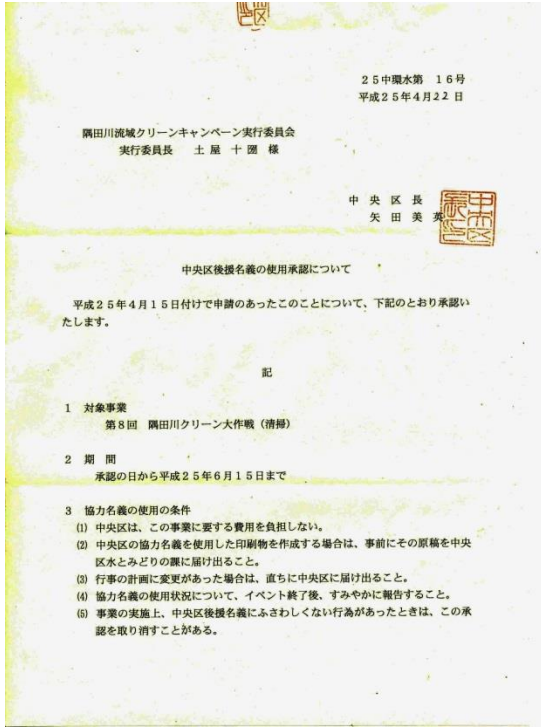 25中環水第 16号
平成25年4月22日
隅田川流域クリーンキャンペーン実行委員会
実行委員長 土屋 十圀 様
中央区長
矢田美英
中央区長之印
中央区後援名義の使用承認について
平成25年4月15日付けで申請のあったこのことについて、下記のとおり承認い
たします。
記
1 対象事業
第8回 隅田川クリーン大作戦（清掃）
2 期 間
承認の日から平成25年6月15日まで
3 協力名義の使用の条件
(1) 中央区は、この事業に要する費用を負担しない。
(2) 中央区の協力名義を使用した印刷物を作成する場合は、事前にその原稿を中央
区水とみどりの課に届け出ること。
(3) 行事の計画に変更があった場合は、直ちに中央区に届け出ること。
(4) 協力名義の使用状況について、イベント終了後、すみやかに報告すること。
(5) 事業の実施上、中央区後援名義にふさわしくない行為があったときは、この承
認を取り消すことがある。